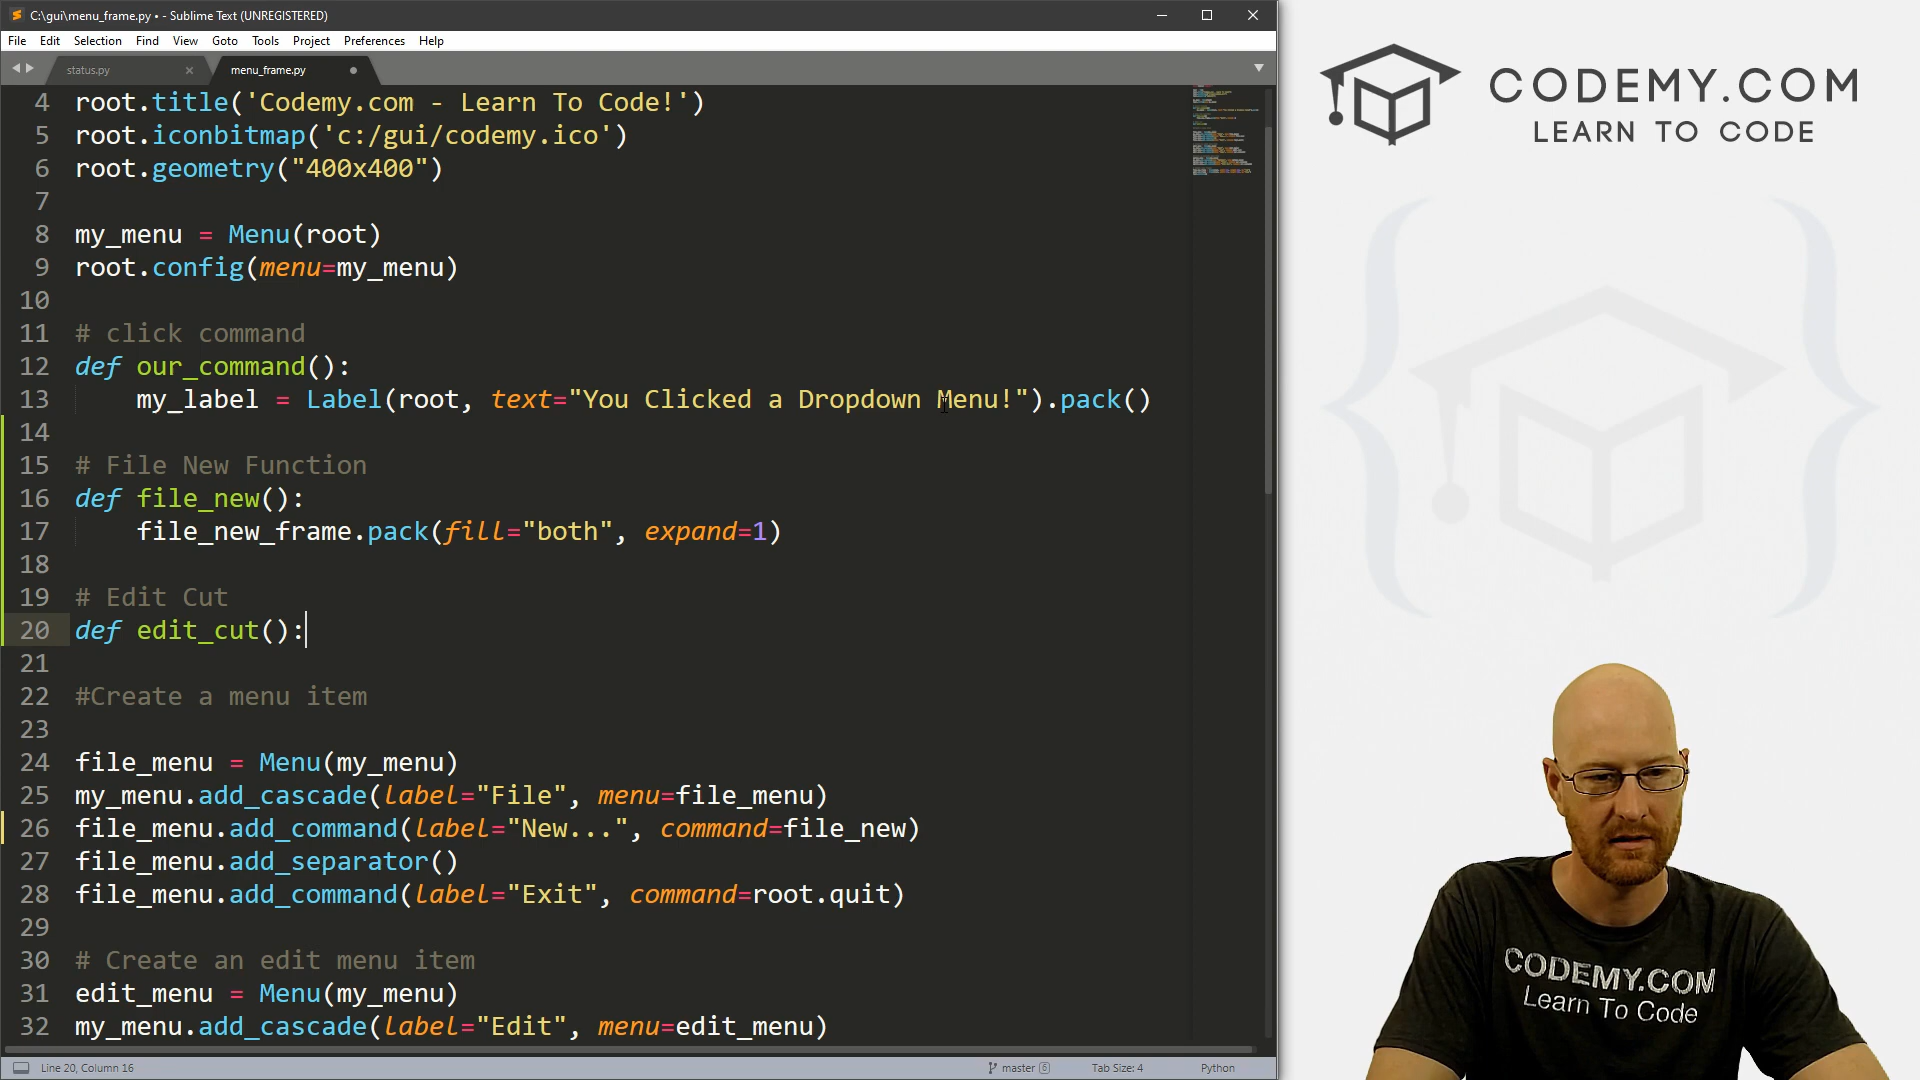 C:\gui\menu_frame.py • - Sublime Text (UNREGISTERED)
File Edit Selection Find View Goto Tools Project Preferences Help
status.py × menu_frame.py
4 root.title('Codemy.com - Learn To Code!')
5 root.iconbitmap('c:/gui/codemy.ico')
6 root.geometry("400x400")
7
8 my_menu = Menu(root)
9 root.config(menu=my_menu)
10
11 # click command
12 def our_command():
13 my_label = Label(root, text="You Clicked a Dropdown Menu!").pack()
14
15 # File New Function
16 def file_new():
17 file_new_frame.pack(fill="both", expand=1)
18
19 # Edit Cut
20 def edit_cut():
21
22 #Create a menu item
23
24 file_menu = Menu(my_menu)
25 my_menu.add_cascade(label="File", menu=file_menu)
26 file_menu.add_command(label="New...", command=file_new)
27 file_menu.add_separator()
28 file_menu.add_command(label="Exit", command=root.quit)
29
30 # Create an edit menu item
31 edit_menu = Menu(my_menu)
32 my_menu.add_cascade(label="Edit", menu=edit_menu)
Line 20, Column 16
master 6
Tab Size: 4
Python
CODEMY.COM
LEARN TO CODE
CODEMY.COM
Learn To Code